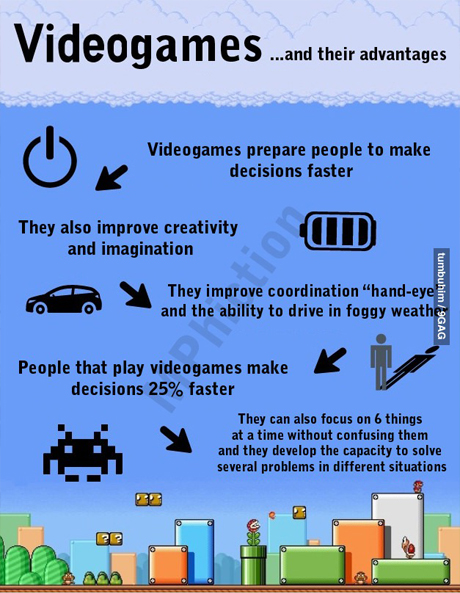 Videogames ...and their advantages
Videogames prepare people to make
decisions faster
They also improve creativity
and imagination
They improve coordination “hand-eye”
and the ability to drive in foggy weather
tumbuhim / 9GAG
People that play videogames make
decisions 25% faster
They can also focus on 6 things
at a time without confusing them
and they develop the capacity to solve
several problems in different situations